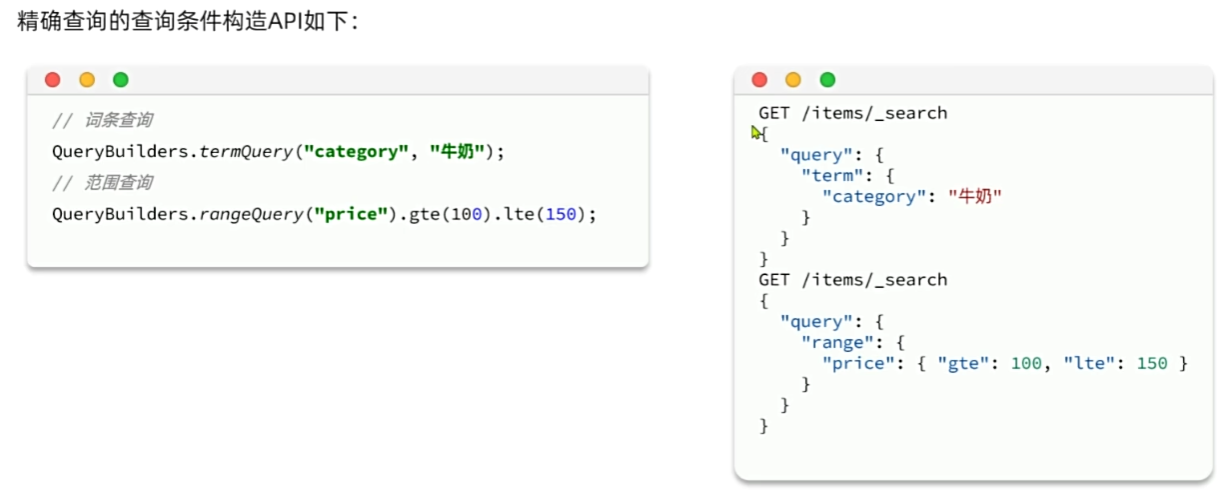 精确查询的查询条件构造API如下：
// 词条查询
QueryBuilders.termQuery("category", "牛奶");
// 范围查询
QueryBuilders.rangeQuery("price").gte(100).lte(150);
GET /items/_search
{
  "query": {
    "term": {
      "category": "牛奶"
    }
  }
}
GET /items/_search
{
  "query": {
    "range": {
      "price": { "gte": 100, "lte": 150 }
    }
  }
}